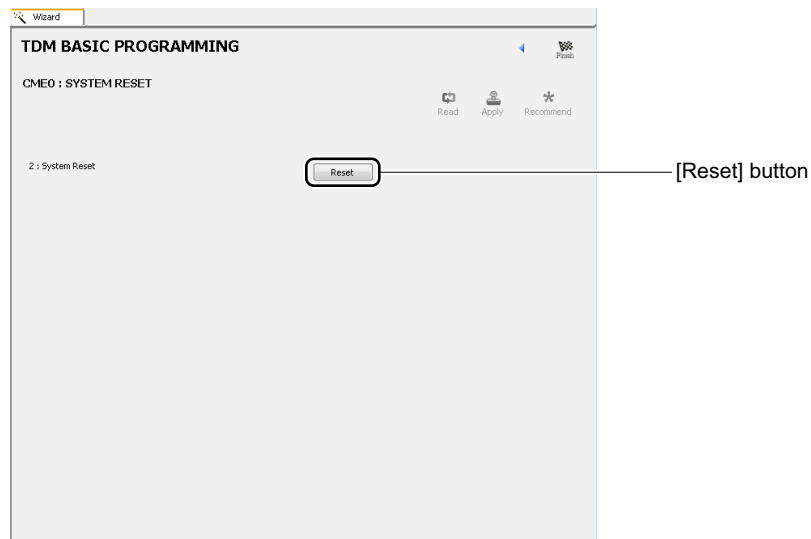 Wizard
TDM BASIC PROGRAMMING
Finish
CME0 : SYSTEM RESET
Read Apply Recommend
2 : System Reset
Reset
[Reset] button